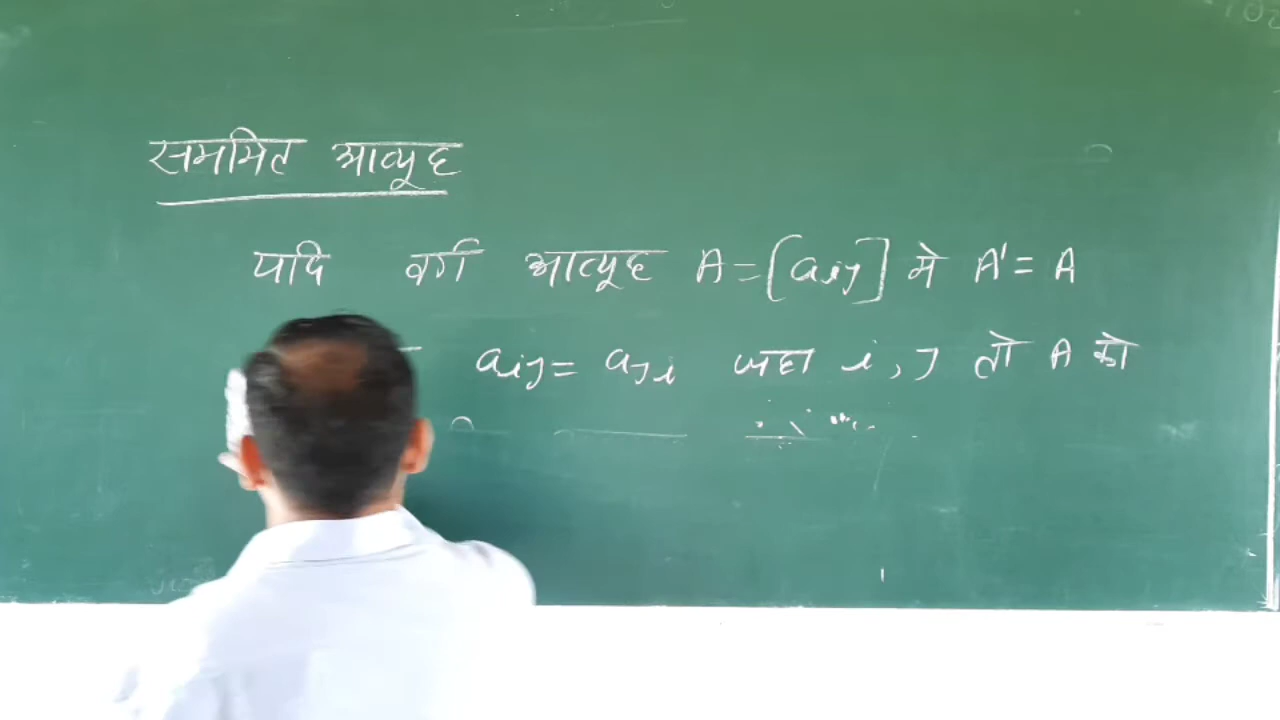 सममित आव्यूह
यदि वर्ग आव्यूह A = [aij] मे A' = A
aij = aji जहा i, j तो A को